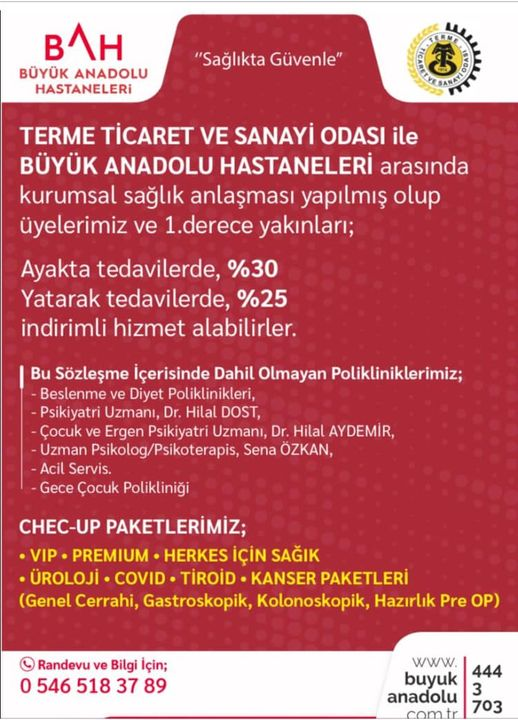 BAH
BÜYÜK ANADOLU
HASTANELERİ
"Sağlıkta Güvenle"
TERME
TİCARET VE SANAYİ ODASI
TERME TİCARET VE SANAYİ ODASI ile
BÜYÜK ANADOLU HASTANELERİ arasında
kurumsal sağlık anlaşması yapılmış olup
üyelerimiz ve 1.derece yakınları;
Ayakta tedavilerde, %30
Yatarak tedavilerde, %25
indirimli hizmet alabilirler.
Bu Sözleşme İçerisinde Dahil Olmayan Polikliniklerimiz;
- Beslenme ve Diyet Poliklinikleri,
- Psikiyatri Uzmanı, Dr. Hilal DOST,
- Çocuk ve Ergen Psikiyatri Uzmanı, Dr. Hilal AYDEMİR,
- Uzman Psikolog/Psikoterapis, Sena ÖZKAN,
- Acil Servis.
- Gece Çocuk Polikliniği
CHEC-UP PAKETLERİMİZ;
• VIP • PREMIUM • HERKES İÇİN SAĞIK
• ÜROLOJİ • COVID • TİROİD • KANSER PAKETLERİ
(Genel Cerrahi, Gastroskopik, Kolonoskopik, Hazırlık Pre OP)
Randevu ve Bilgi İçin;
0 546 518 37 89
www.
buyuk
anadolu
com.tr
444
3
703